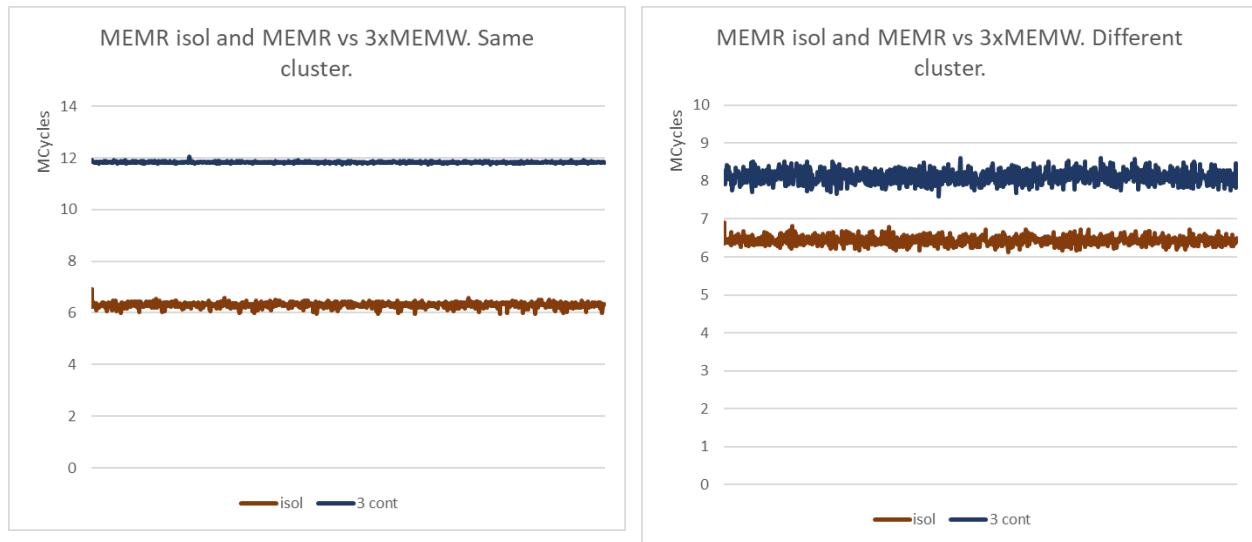 MEMR isol and MEMR vs 3xMEMW. Same
cluster.
MCycles
14
12
10
8
6
4
2
0
isol
3 cont
MEMR isol and MEMR vs 3xMEMW. Different
cluster.
MCycles
10
9
8
7
6
5
4
3
2
1
0
isol
3 cont